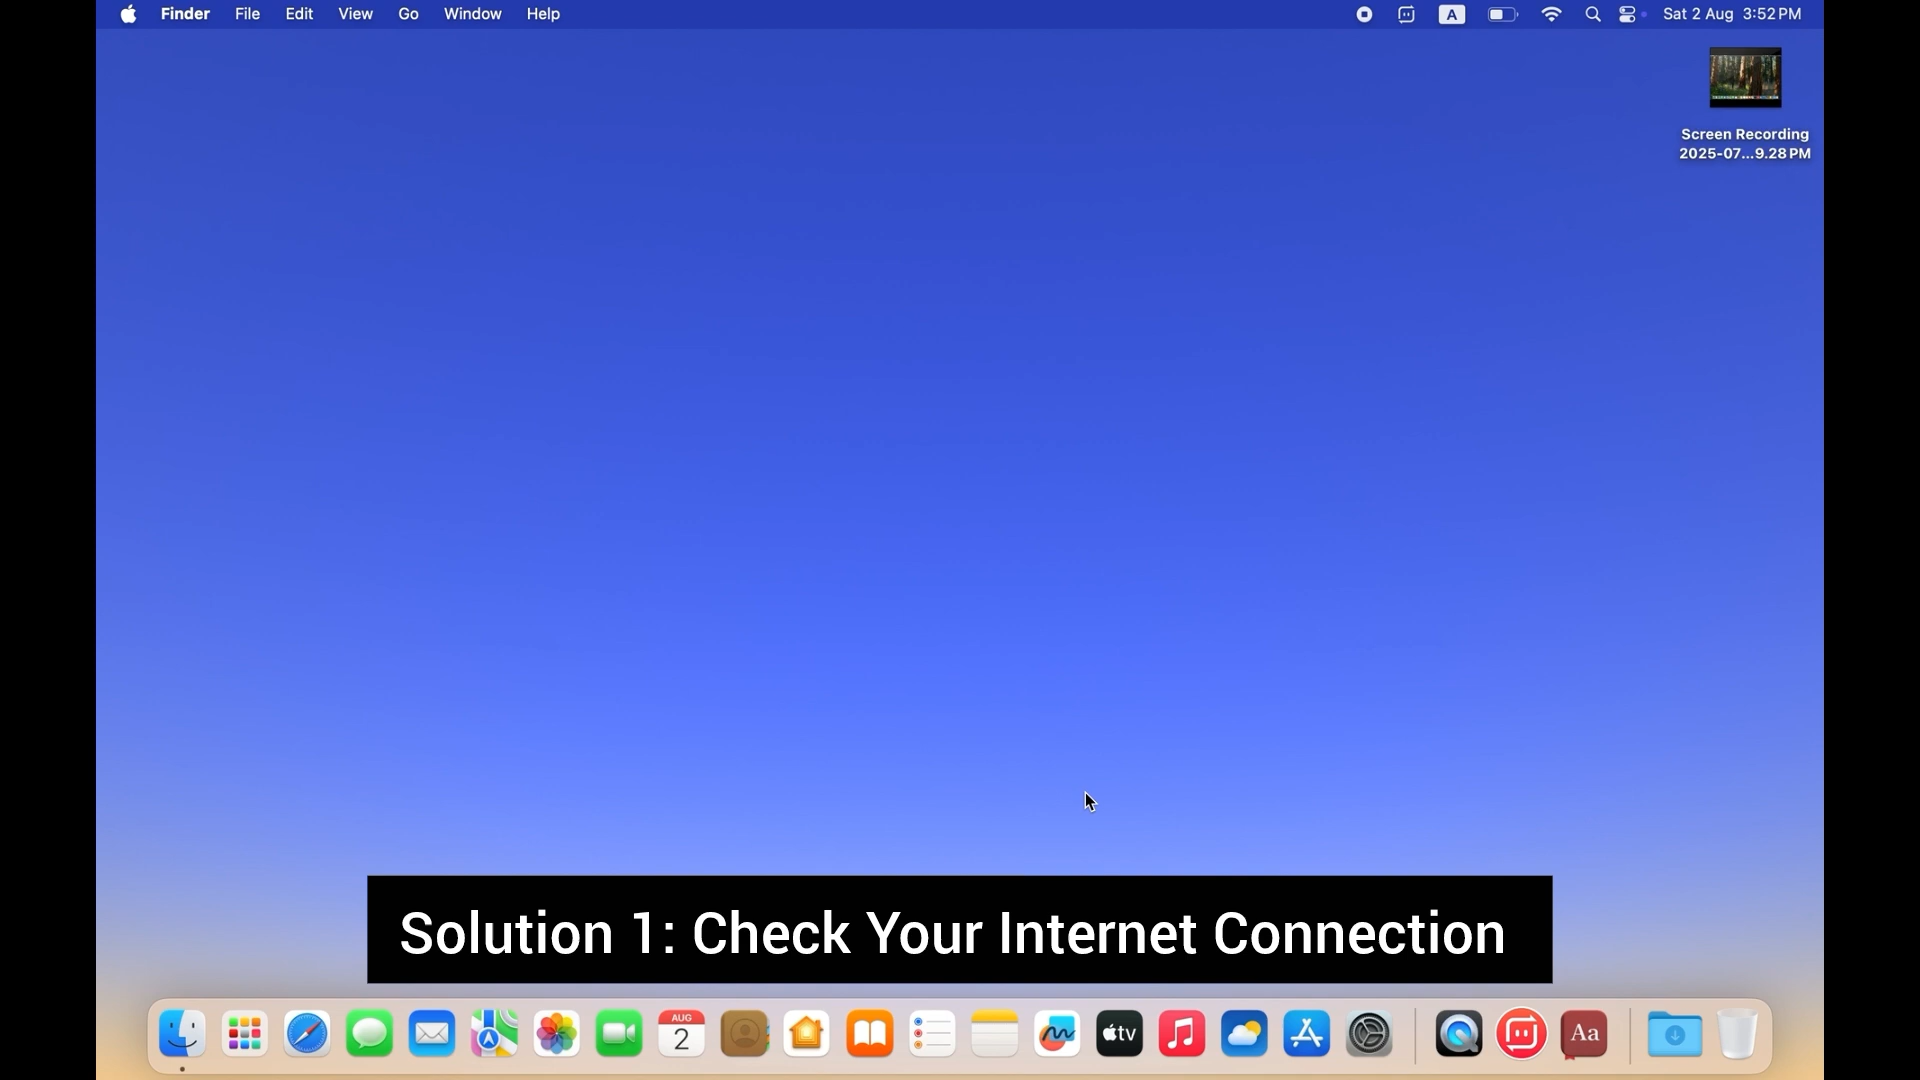 Finder File Edit View Go Window Help A Sat 2 Aug 3:52 PM
Screen Recording
2025-07...9.28 PM
Solution 1: Check Your Internet Connection
AUG
2
tv
Aa